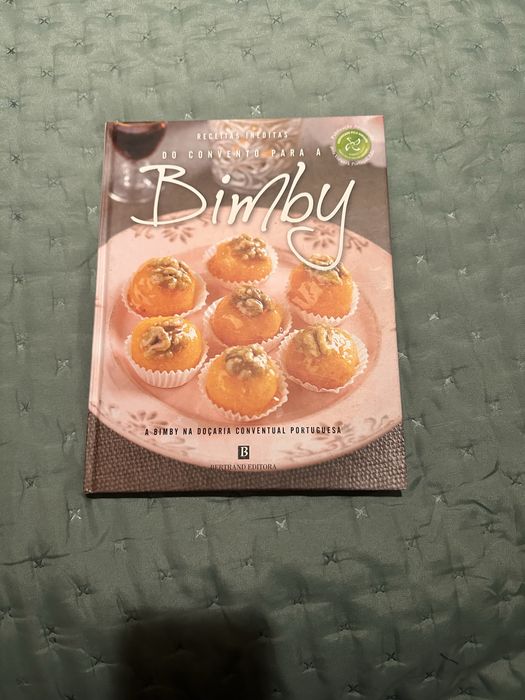 RECEITAS INÉDITAS
DO CONVENTO PARA A
Bimby
A BIMBY NA DOÇARIA CONVENTUAL PORTUGUESA
B
BERTRAND EDITORA